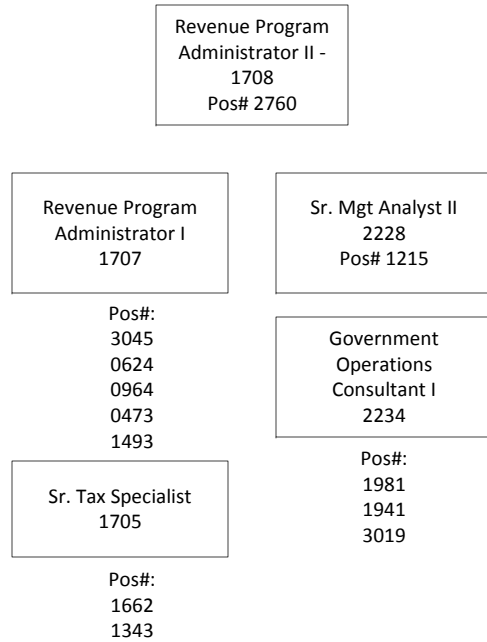 Revenue Program
Administrator II -
1708
Pos# 2760
Revenue Program
Administrator I
1707
Pos#:
3045
0624
0964
0473
1493
Sr. Tax Specialist
1705
Pos#:
1662
1343
Sr. Mgt Analyst II
2228
Pos# 1215
Government
Operations
Consultant I
2234
Pos#:
1981
1941
3019